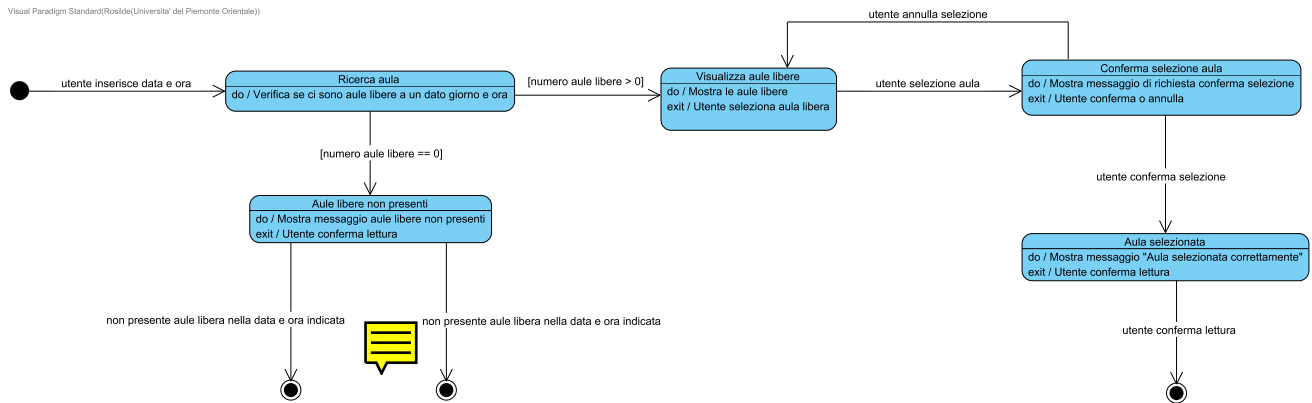 Visual Paradigm Standard(Rosilde(Universita' del Piemonte Orientale))
utente annulla selezione
utente inserisce data e ora
Ricerca aula
do / Verifica se ci sono aule libere a un dato giorno e ora
[numero aule libere > 0]
Visualizza aule libere
do / Mostra le aule libere
exit / Utente seleziona aula libera
utente selezione aula
Conferma selezione aula
do / Mostra messaggio di richiesta conferma selezione
exit / Utente conferma o annulla
[numero aule libere == 0]
utente conferma selezione
Aule libere non presenti
do / Mostra messaggio aule libere non presenti
exit / Utente conferma lettura
Aula selezionata
do / Mostra messaggio "Aula selezionata correttamente"
exit / Utente conferma lettura
non presente aule libera nella data e ora indicata
non presente aule libera nella data e ora indicata
utente conferma lettura